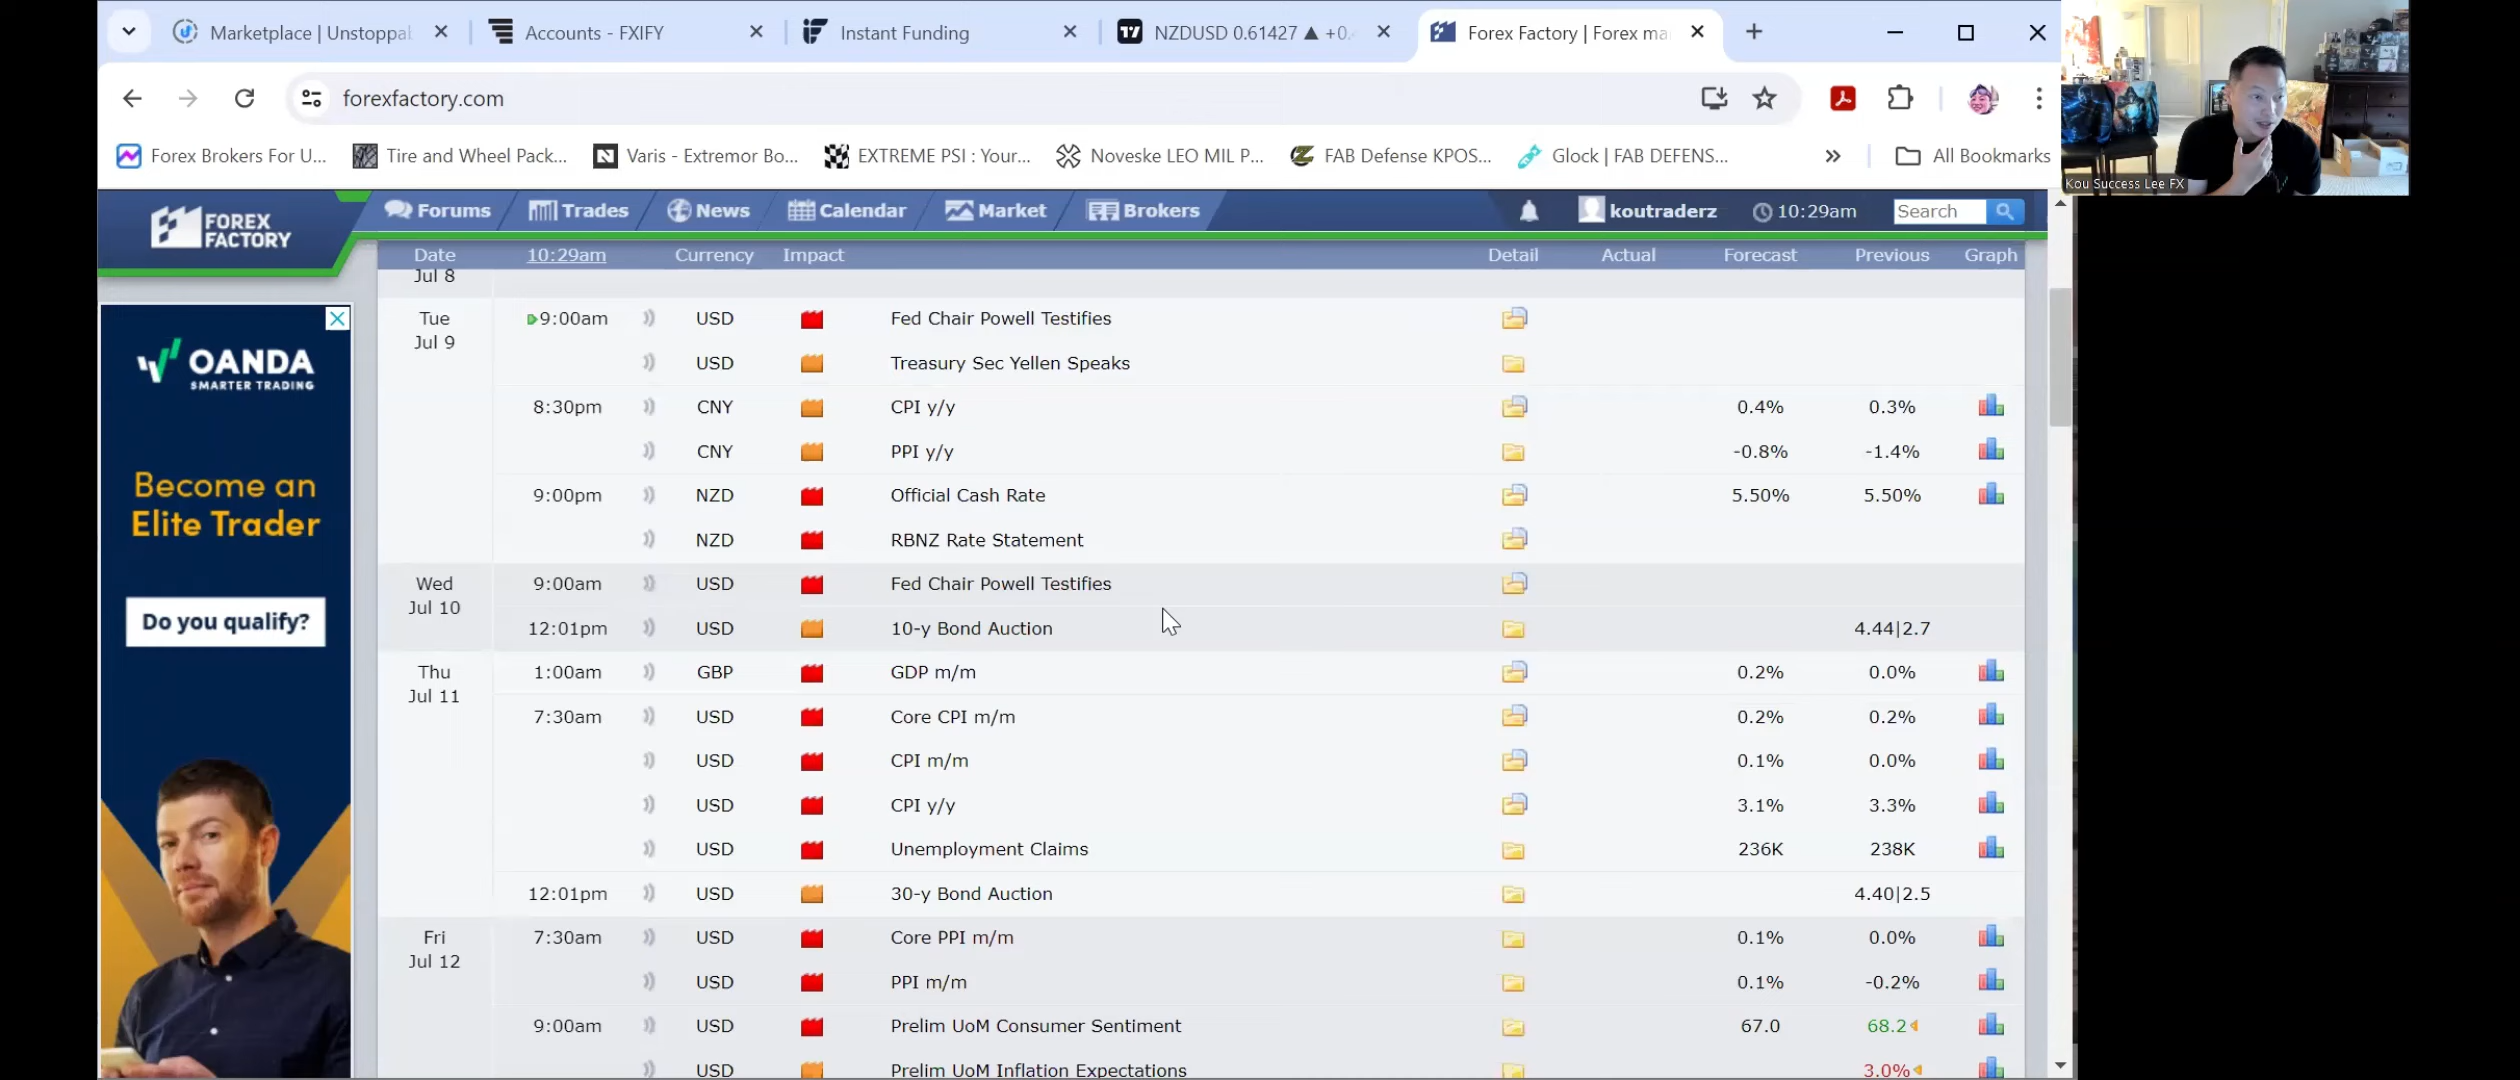 Marketplace | Unstoppab
Accounts - FXIFY
Instant Funding
NZDUSD 0.61427 ▲ +0.
Forex Factory | Forex ma
forexfactory.com
Forex Brokers For U...
Tire and Wheel Pack...
Varis - Extremor Bo...
EXTREME PSI : Your...
Noveske LEO MIL P...
FAB Defense KPOS...
Glock | FAB DEFENS...
All Bookmarks
Kou Success Lee FX
FOREX FACTORY
Forums
Trades
News
Calendar
Market
Brokers
koutraderz
10:29am
Search
Date 10:29am Currency Impact Detail Actual Forecast Previous Graph
Jul 8
Tue Jul 9 9:00am USD Fed Chair Powell Testifies
USD Treasury Sec Yellen Speaks
8:30pm CNY CPI y/y 0.4% 0.3%
CNY PPI y/y -0.8% -1.4%
9:00pm NZD Official Cash Rate 5.50% 5.50%
NZD RBNZ Rate Statement
Wed Jul 10 9:00am USD Fed Chair Powell Testifies
12:01pm USD 10-y Bond Auction 4.44|2.7
Thu Jul 11 1:00am GBP GDP m/m 0.2% 0.0%
7:30am USD Core CPI m/m 0.2% 0.2%
USD CPI m/m 0.1% 0.0%
USD CPI y/y 3.1% 3.3%
USD Unemployment Claims 236K 238K
12:01pm USD 30-y Bond Auction 4.40|2.5
Fri Jul 12 7:30am USD Core PPI m/m 0.1% 0.0%
USD PPI m/m 0.1% -0.2%
9:00am USD Prelim UoM Consumer Sentiment 67.0 68.2
USD Prelim UoM Inflation Expectations 3.0%
OANDA
SMARTER TRADING
Become an
Elite Trader
Do you qualify?